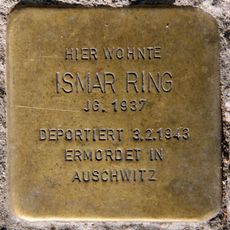 HIER WOHNTE
ISMAR RING
JG. 1937
DEPORTIERT 3.2.1943
ERMORDET IN
AUSCHWITZ